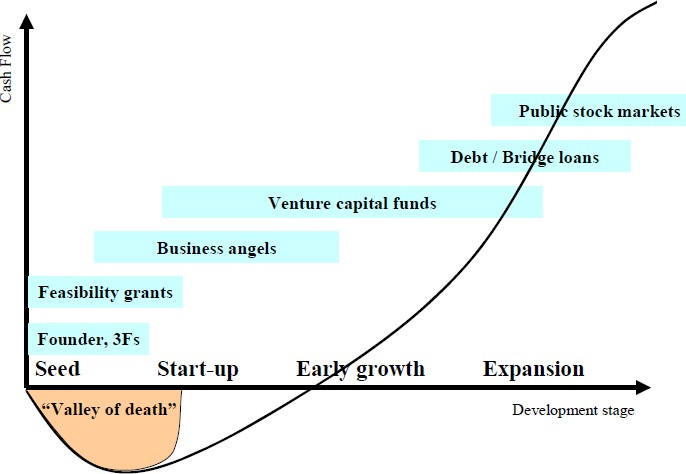 Cash Flow
Public stock markets
Debt / Bridge loans
Venture capital funds
Business angels
Feasibility grants
Founder, 3Fs
Seed Start-up Early growth Expansion
“Valley of death”
Development stage